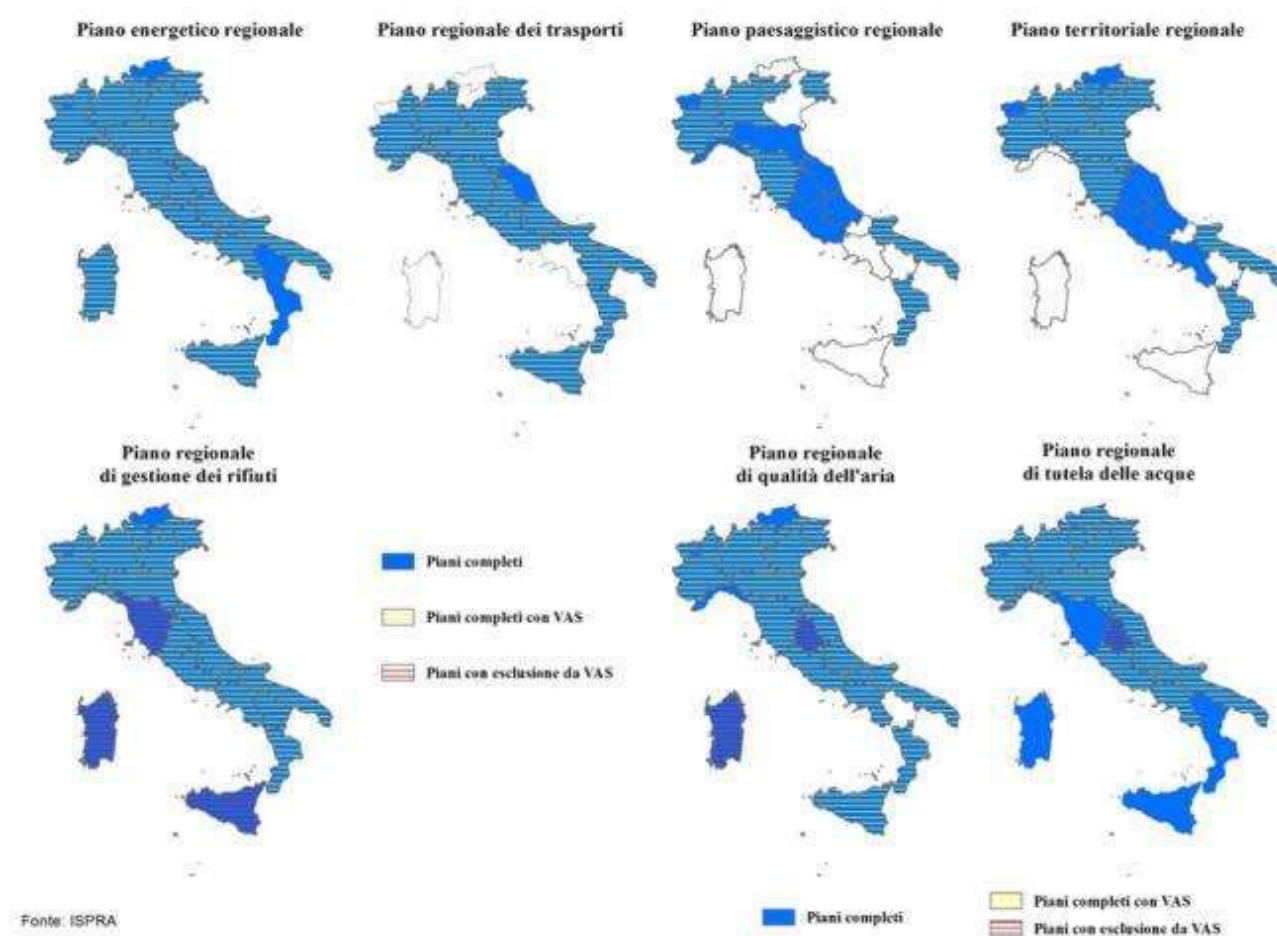 Piano energetico regionale
Piano regionale dei trasporti
Piano paesaggistico regionale
Piano territoriale regionale
Piano regionale
di gestione dei rifiuti
Piano regionale
di qualità dell'aria
Piano regionale
di tutela delle acque
Piani completi
Piani completi con VAS
Piani con esclusione da VAS
Fonte: ISPRA
Piani completi
Piani completi con VAS
Piani con esclusione da VAS